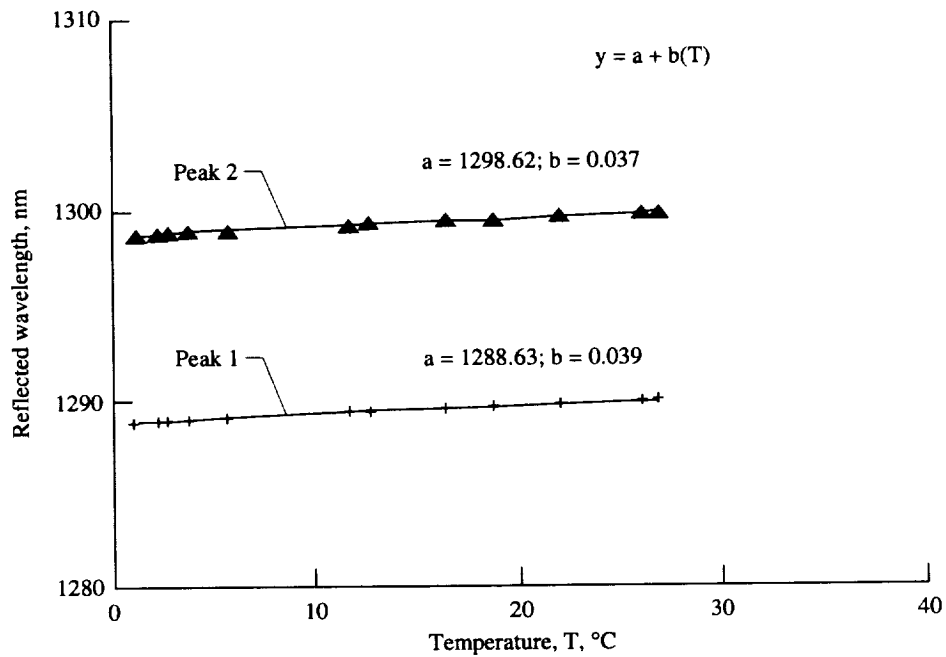 1310
y = a + b(T)
Peak 2
a = 1298.62; b = 0.037
1300
Reflected wavelength, nm
Peak 1
a = 1288.63; b = 0.039
1290
1280
0
10
20
30
40
Temperature, T, °C